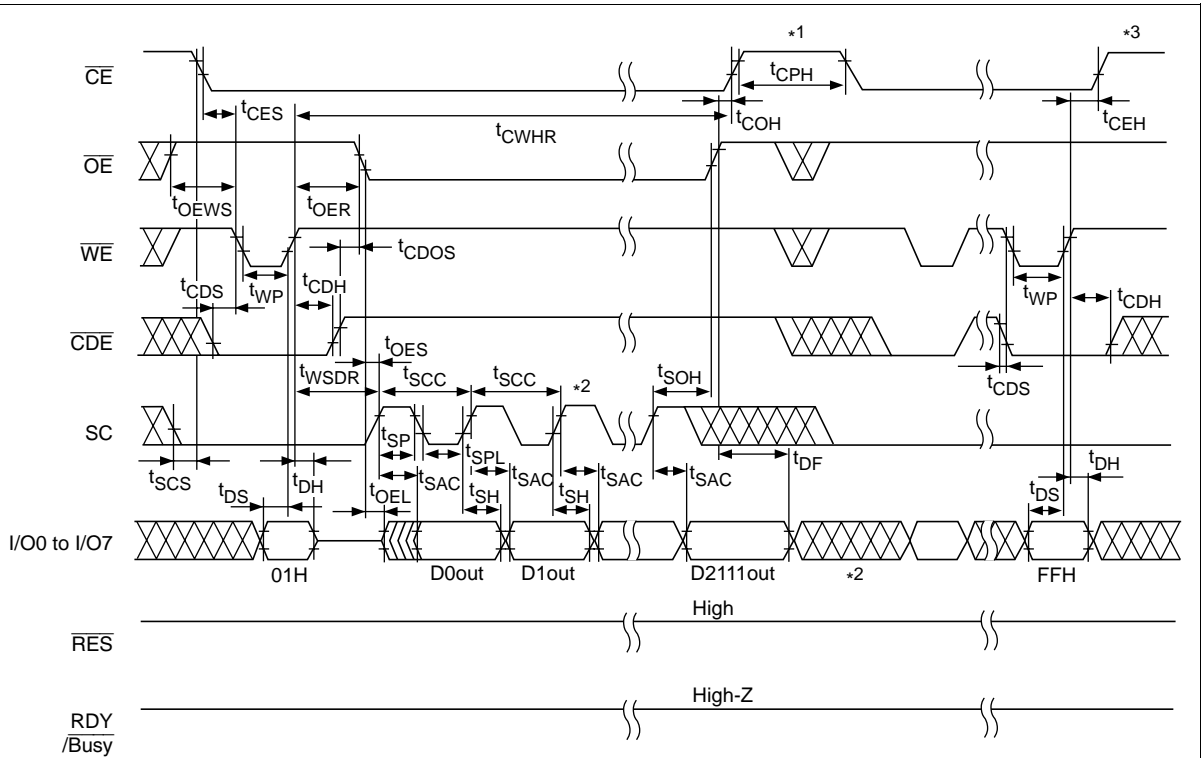 *1 *3
CE
tCPH
tCES tCOH tCEH
tCWHR
OE
tOEWS tOER
WE
tCDOS
tCDS tWP tCDH tWP tCDH
CDE
tOES
tWSDR tSCC tSCC *2 tSOH tCDS
SC
tSP
tSCS tDH tSPL tSAC tSAC tSAC tDF tDH
tDS tOEL tSAC tSH tSH tDS
I/O0 to I/O7
01H D0out D1out D2111out *2 FFH
High
RES
High-Z
RDY
/Busy